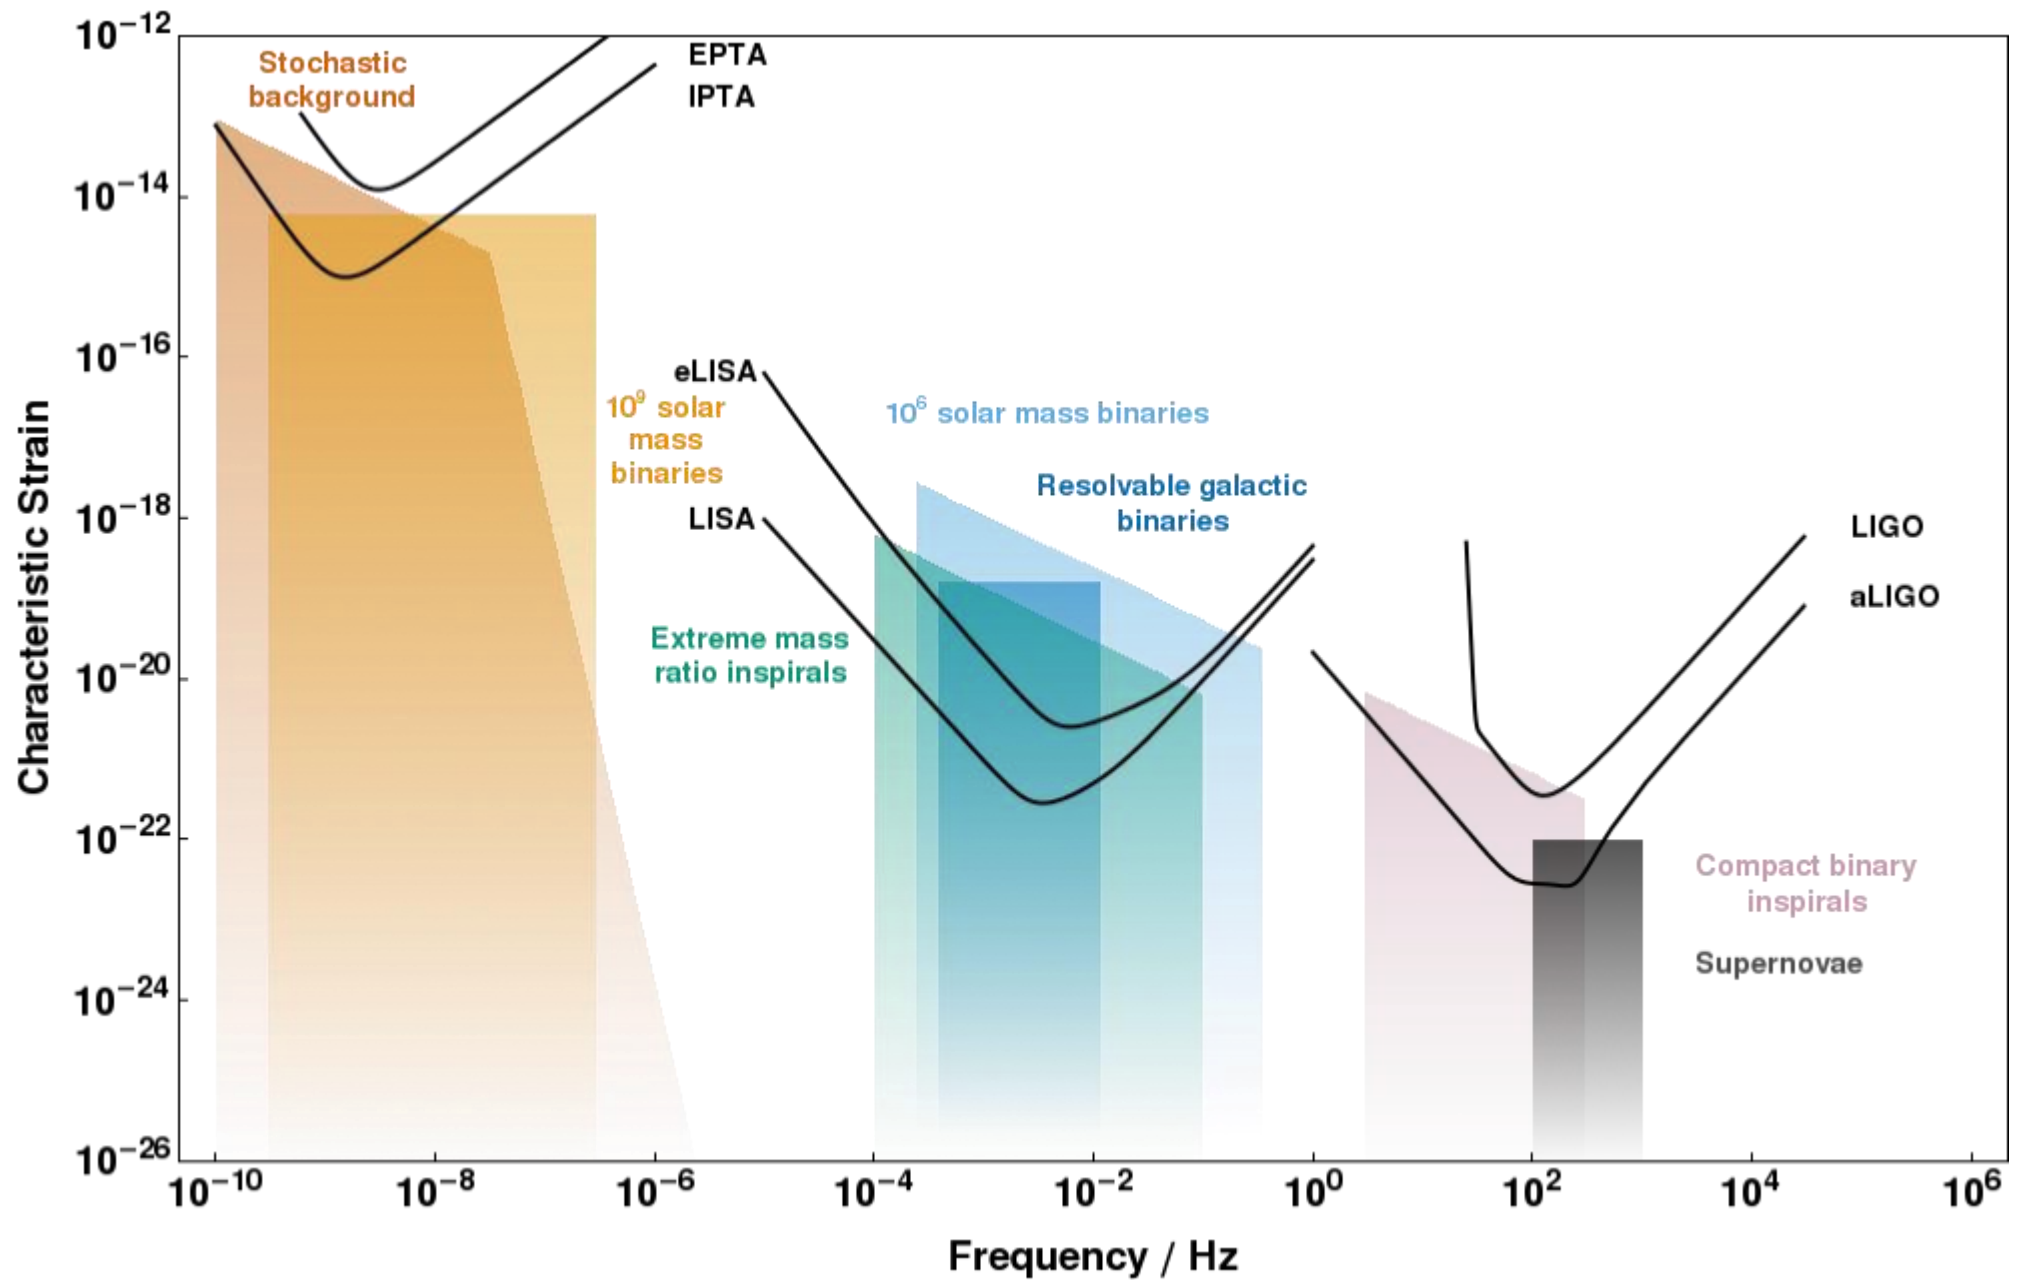 10⁻¹²
10⁻¹⁴
10⁻¹⁶
10⁻¹⁸
10⁻²⁰
10⁻²²
10⁻²⁴
10⁻²⁶
Characteristic Strain
Stochastic
background
EPTA
IPTA
eLISA
10⁹ solar
mass
binaries
LISA
10⁶ solar mass binaries
Resolvable galactic
binaries
Extreme mass
ratio inspirals
LIGO
aLIGO
Compact binary
inspirals
Supernovae
10⁻¹⁰ 10⁻⁸ 10⁻⁶ 10⁻⁴ 10⁻² 10⁰ 10² 10⁴ 10⁶
Frequency / Hz